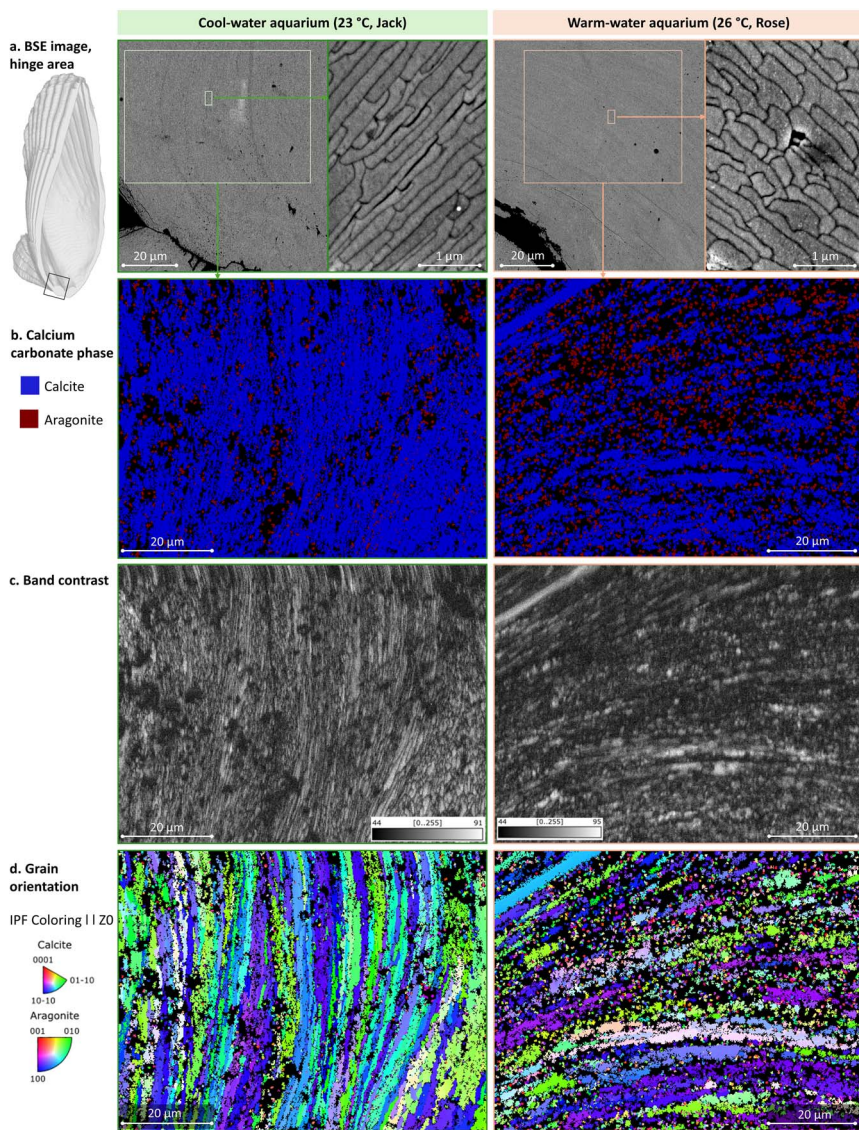 Cool-water aquarium (23 °C, Jack)
Warm-water aquarium (26 °C, Rose)
a. BSE image,
hinge area
20 µm
1 µm
20 µm
1 µm
b. Calcium
carbonate phase
Calcite
Aragonite
20 µm
20 µm
c. Band contrast
20 µm
44 [0..255] 91
44 [0..255] 95
20 µm
d. Grain
orientation
IPF Coloring | | Z0
Calcite
0001
01-10
10-10
Aragonite
001 010
100
20 µm
20 µm